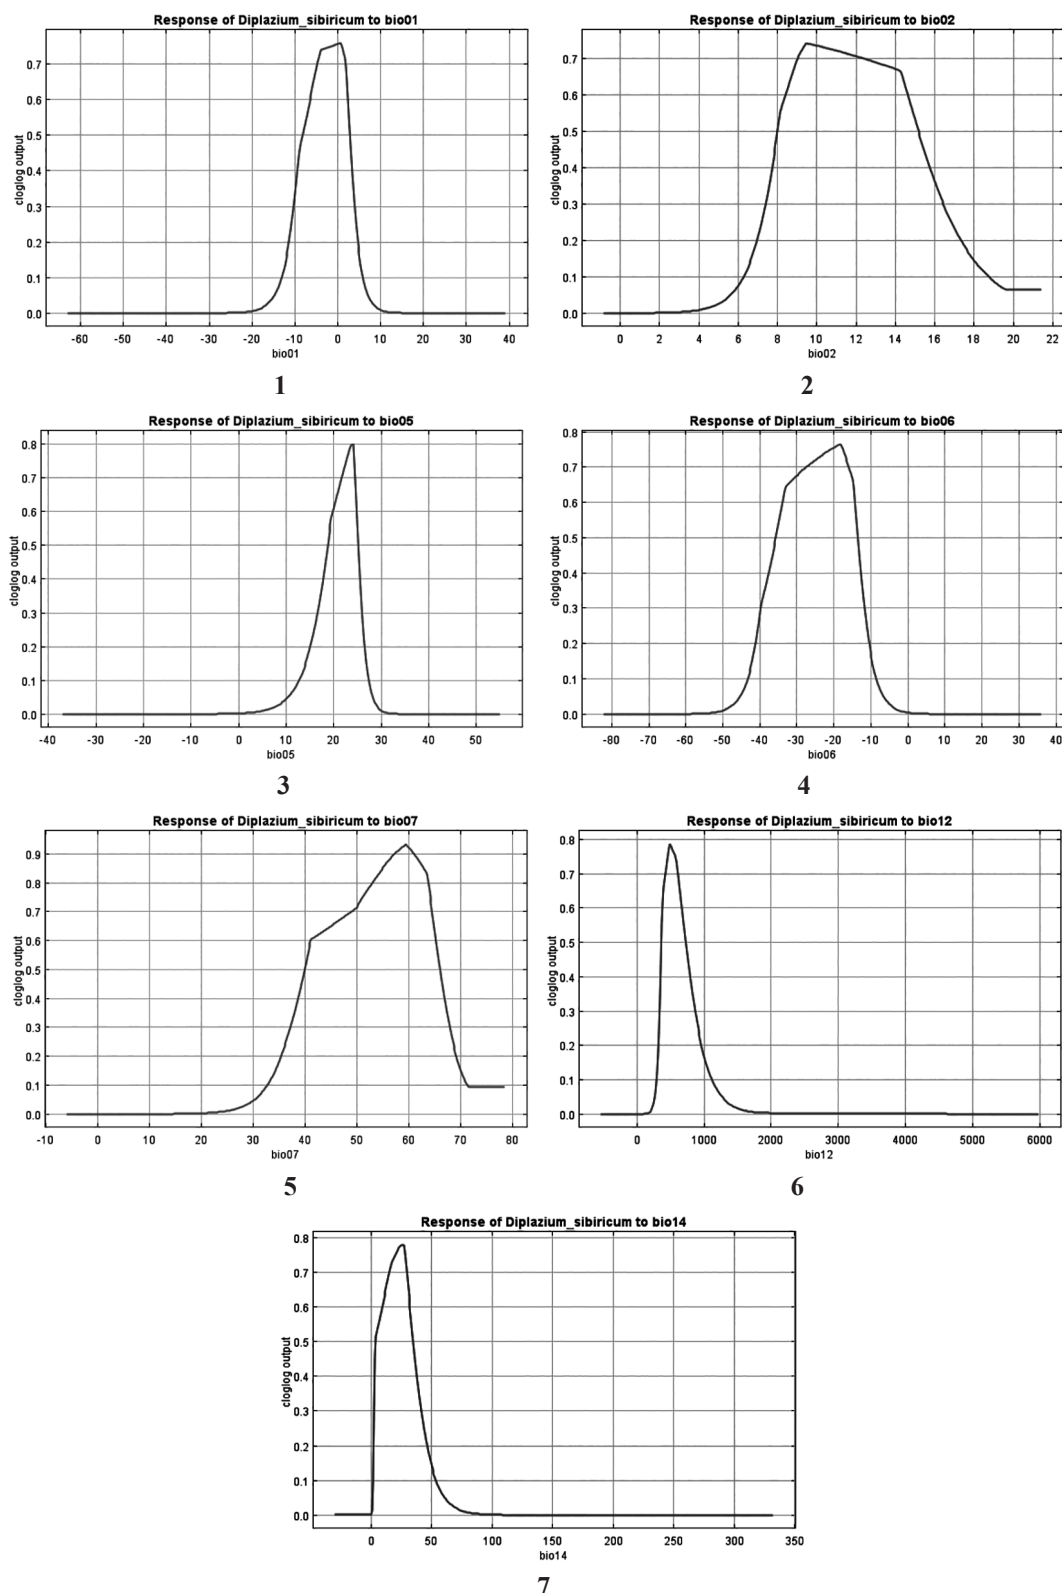 Response of Diplazium_sibiricum to bio01
cloglog output
0.7
0.6
0.5
0.4
0.3
0.2
0.1
0.0
-60 -50 -40 -30 -20 -10 0 10 20 30 40
bio01
1
Response of Diplazium_sibiricum to bio02
cloglog output
0.7
0.6
0.5
0.4
0.3
0.2
0.1
0.0
0 2 4 6 8 10 12 14 16 18 20 22
bio02
2
Response of Diplazium_sibiricum to bio05
cloglog output
0.8
0.7
0.6
0.5
0.4
0.3
0.2
0.1
0.0
-40 -30 -20 -10 0 10 20 30 40 50
bio05
3
Response of Diplazium_sibiricum to bio06
cloglog output
0.8
0.7
0.6
0.5
0.4
0.3
0.2
0.1
0.0
-80 -70 -60 -50 -40 -30 -20 -10 0 10 20 30 40
bio06
4
Response of Diplazium_sibiricum to bio07
cloglog output
0.9
0.8
0.7
0.6
0.5
0.4
0.3
0.2
0.1
0.0
-10 0 10 20 30 40 50 60 70 80
bio07
5
Response of Diplazium_sibiricum to bio12
cloglog output
0.8
0.7
0.6
0.5
0.4
0.3
0.2
0.1
0.0
0 1000 2000 3000 4000 5000 6000
bio12
6
Response of Diplazium_sibiricum to bio14
cloglog output
0.8
0.7
0.6
0.5
0.4
0.3
0.2
0.1
0.0
0 50 100 150 200 250 300 350
bio14
7